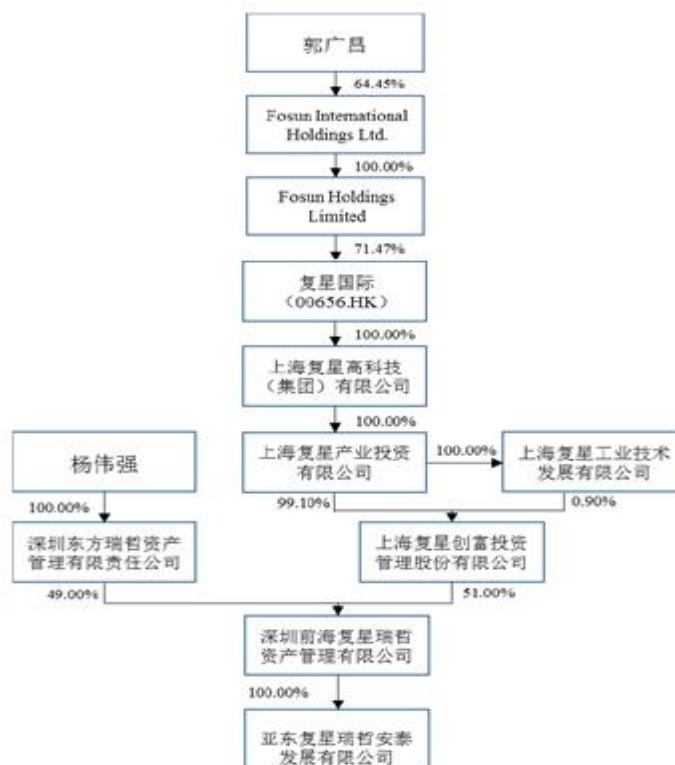 郭广昌
64.45%
Fosun International
Holdings Ltd.
100.00%
Fosun Holdings
Limited
71.47%
复星国际
（00656.HK）
100.00%
上海复星高科技
（集团）有限公司
100.00%
杨伟强
上海复星产业投资
有限公司
100.00%
上海复星工业技术
发展有限公司
100.00%
99.10%
0.90%
深圳东方瑞哲资产
管理有限责任公司
上海复星创富投资
管理股份有限公司
49.00%
51.00%
深圳前海复星瑞哲
资产管理有限公司
100.00%
亚东复星瑞哲安泰
发展有限公司